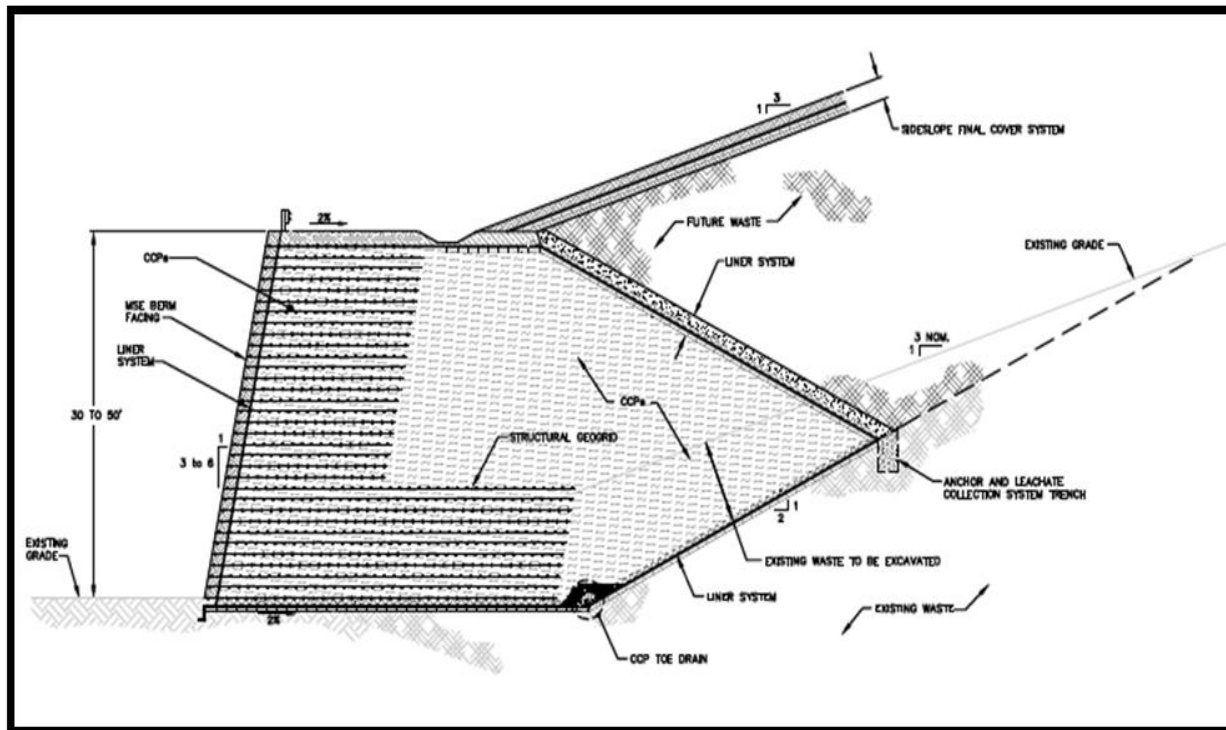 3
1
SIDESLOPE FINAL COVER SYSTEM
2%
FUTURE WASTE
EXISTING GRADE
CCPs
LINER SYSTEM
MSE BERM
FACING
LINER
SYSTEM
3 NOM.
1
30 TO 50'
CCPs
STRUCTURAL GEOGRID
1
3 to 6
ANCHOR AND LEACHATE
COLLECTION SYSTEM TRENCH
1
2
EXISTING
GRADE
EXISTING WASTE TO BE EXCAVATED
LINER SYSTEM
EXISTING WASTE
2%
CCP TOE DRAIN